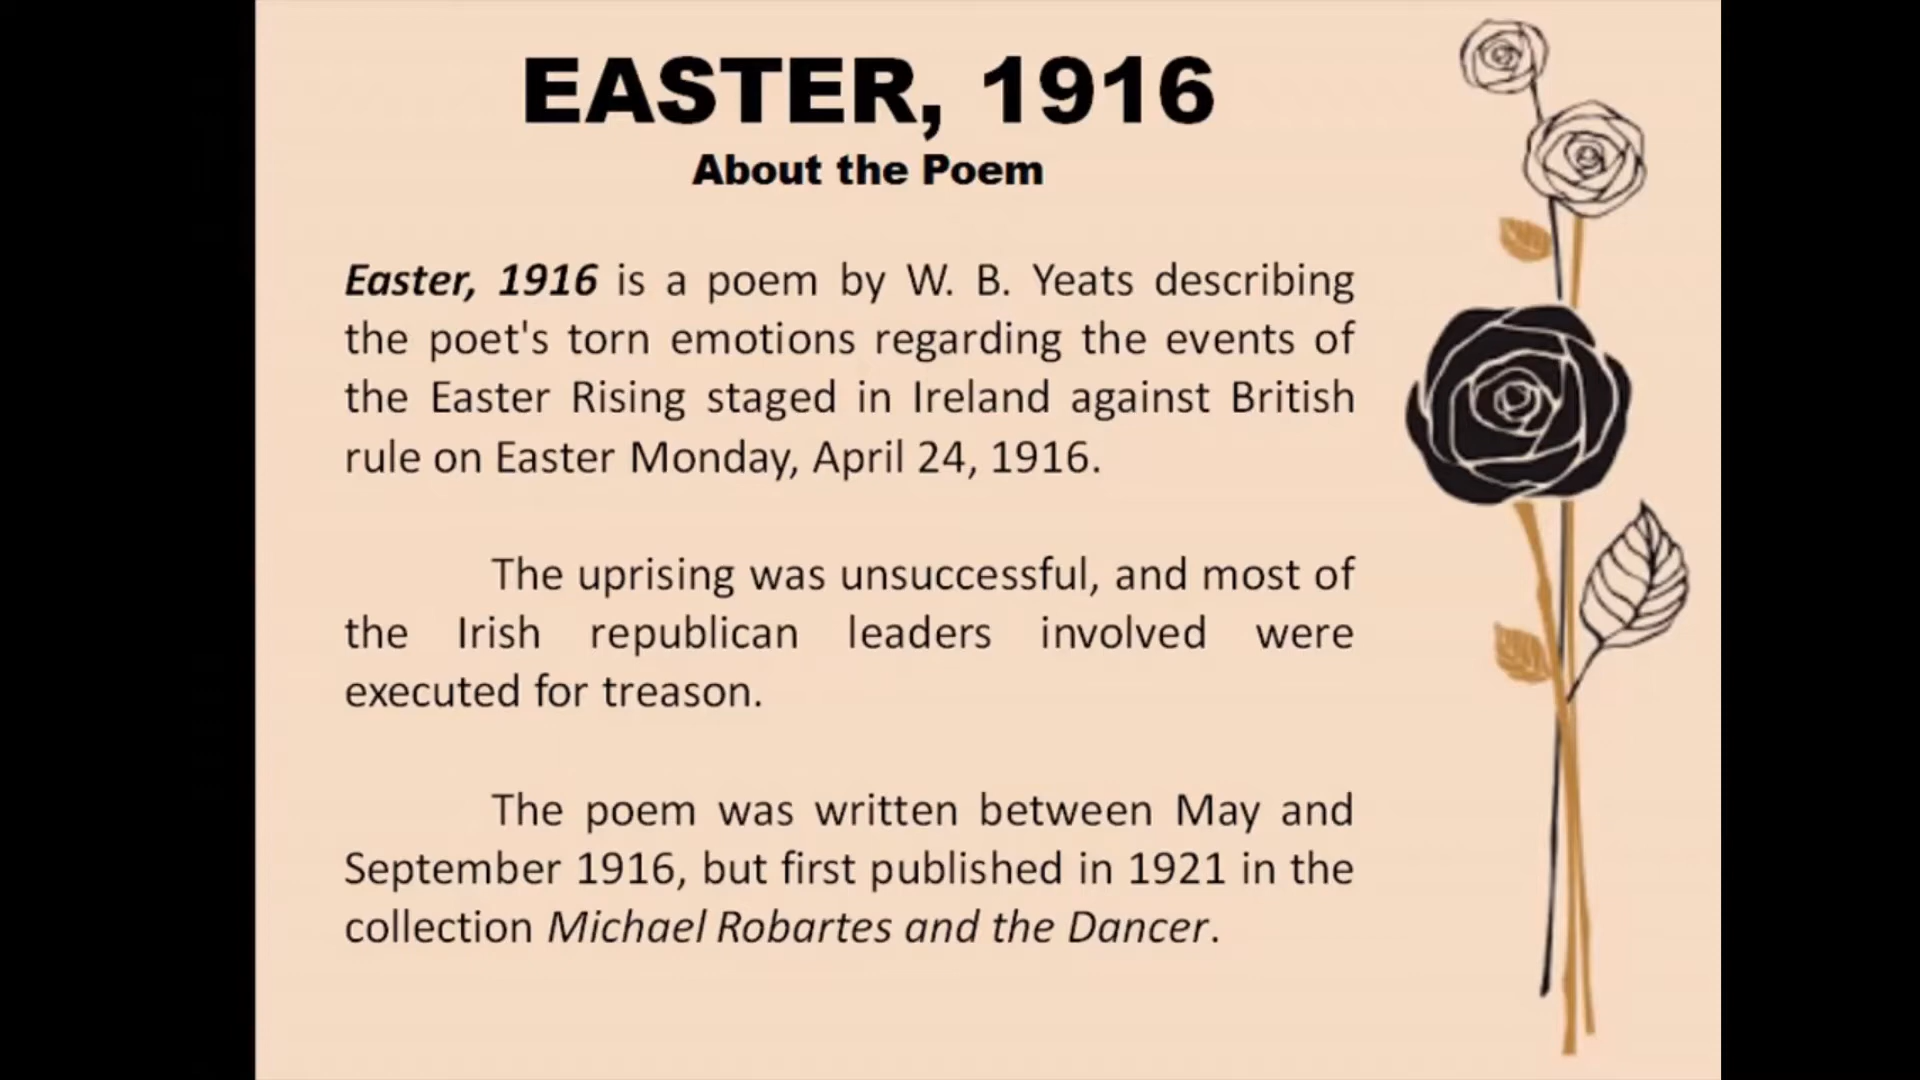 EASTER, 1916
About the Poem
Easter, 1916 is a poem by W. B. Yeats describing
the poet's torn emotions regarding the events of
the Easter Rising staged in Ireland against British
rule on Easter Monday, April 24, 1916.
The uprising was unsuccessful, and most of
the Irish republican leaders involved were
executed for treason.
The poem was written between May and
September 1916, but first published in 1921 in the
collection Michael Robartes and the Dancer.